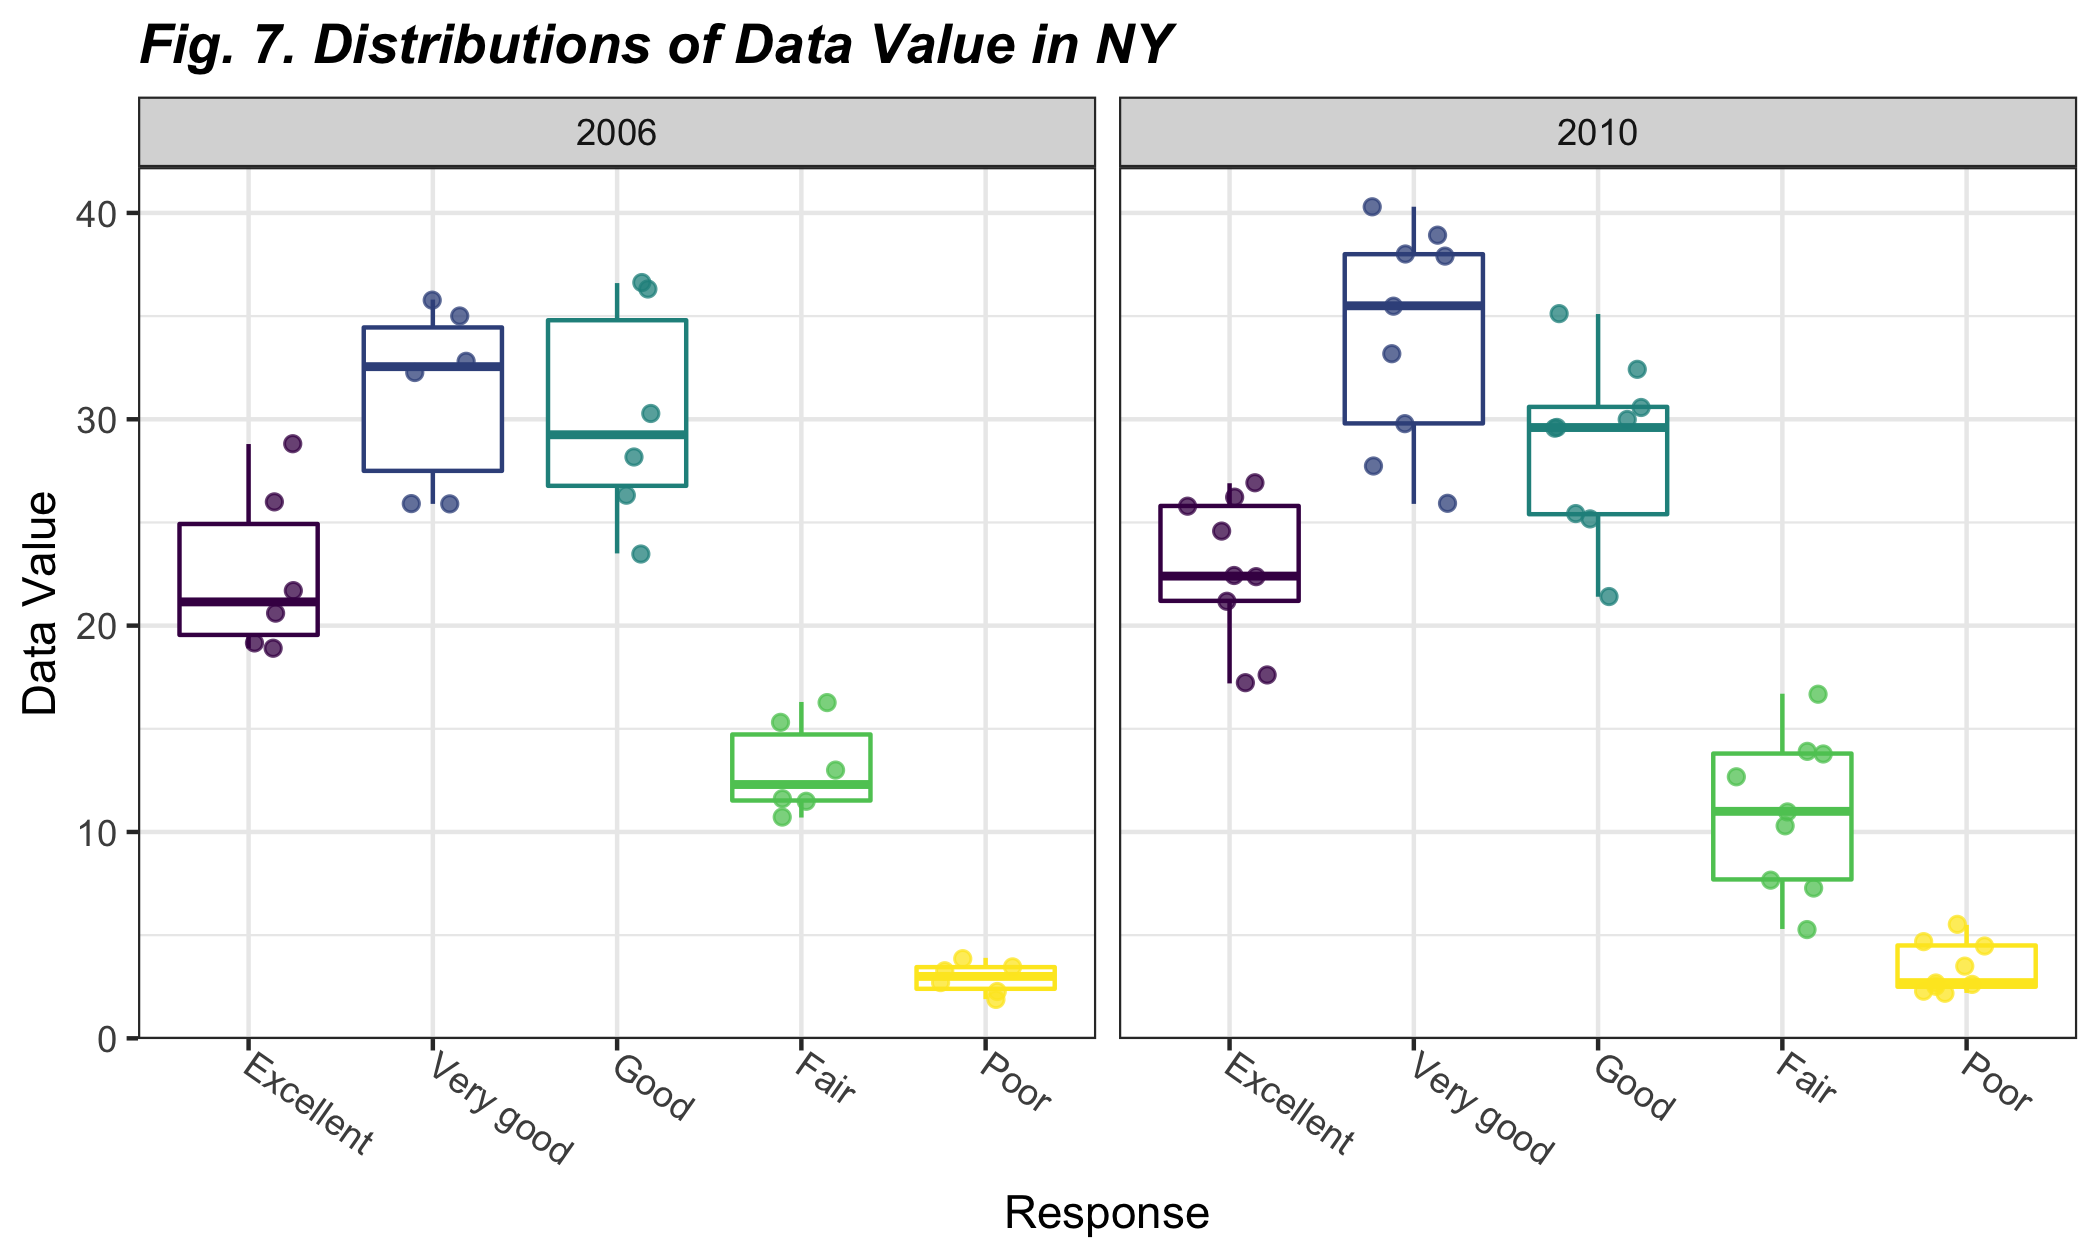 Fig. 7. Distributions of Data Value in NY
2006
2010
Data Value
40
30
20
10
0
Excellent
Very good
Good
Fair
Poor
Excellent
Very good
Good
Fair
Poor
Response